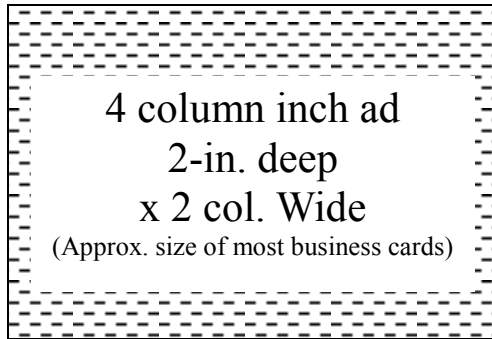 4 column inch ad
2-in. deep
x 2 col. Wide
(Approx. size of most business cards)